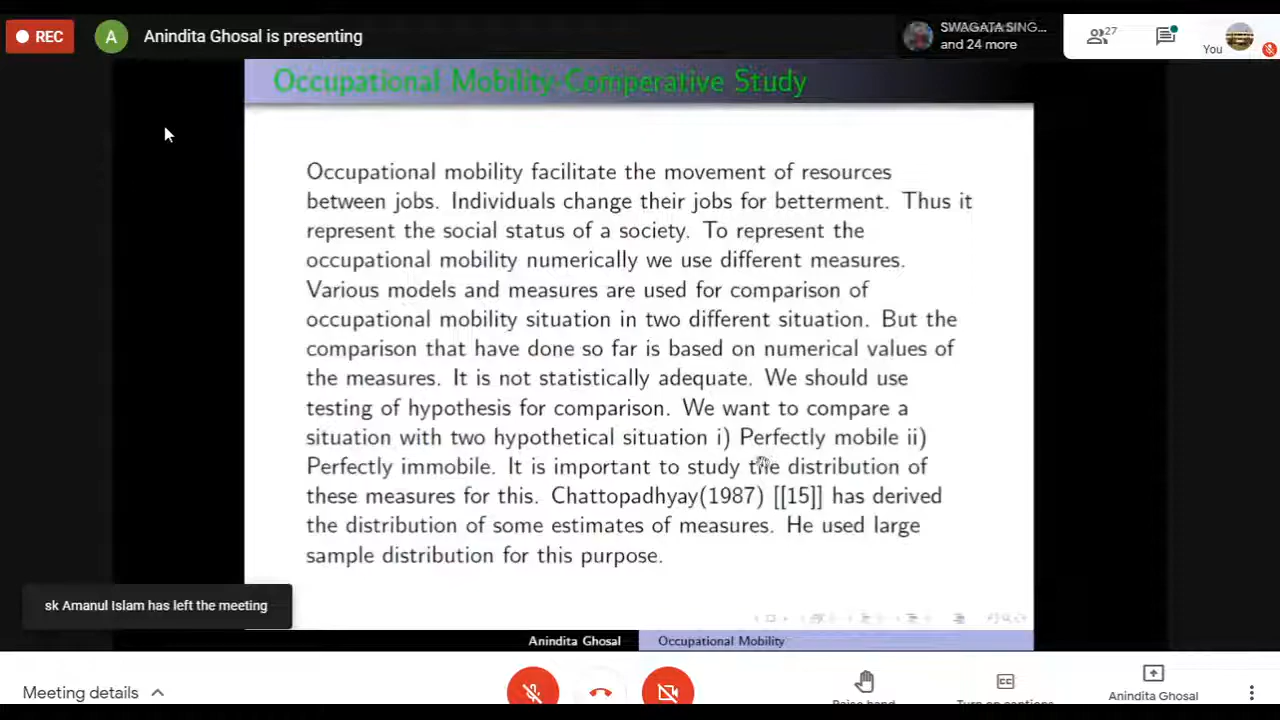 REC
A
Anindita Ghosal is presenting
SWAGATA SING...
and 24 more
27
You
Occupational Mobility-Comparative Study
Occupational mobility facilitate the movement of resources
between jobs. Individuals change their jobs for betterment. Thus it
represent the social status of a society. To represent the
occupational mobility numerically we use different measures.
Various models and measures are used for comparison of
occupational mobility situation in two different situation. But the
comparison that have done so far is based on numerical values of
the measures. It is not statistically adequate. We should use
testing of hypothesis for comparison. We want to compare a
situation with two hypothetical situation i) Perfectly mobile ii)
Perfectly immobile. It is important to study the distribution of
these measures for this. Chattopadhyay(1987) [[15]] has derived
the distribution of some estimates of measures. He used large
sample distribution for this purpose.
sk Amanul Islam has left the meeting
Anindita Ghosal
Occupational Mobility
Meeting details
Raise hand
CC
Turn on captions
Anindita Ghosal